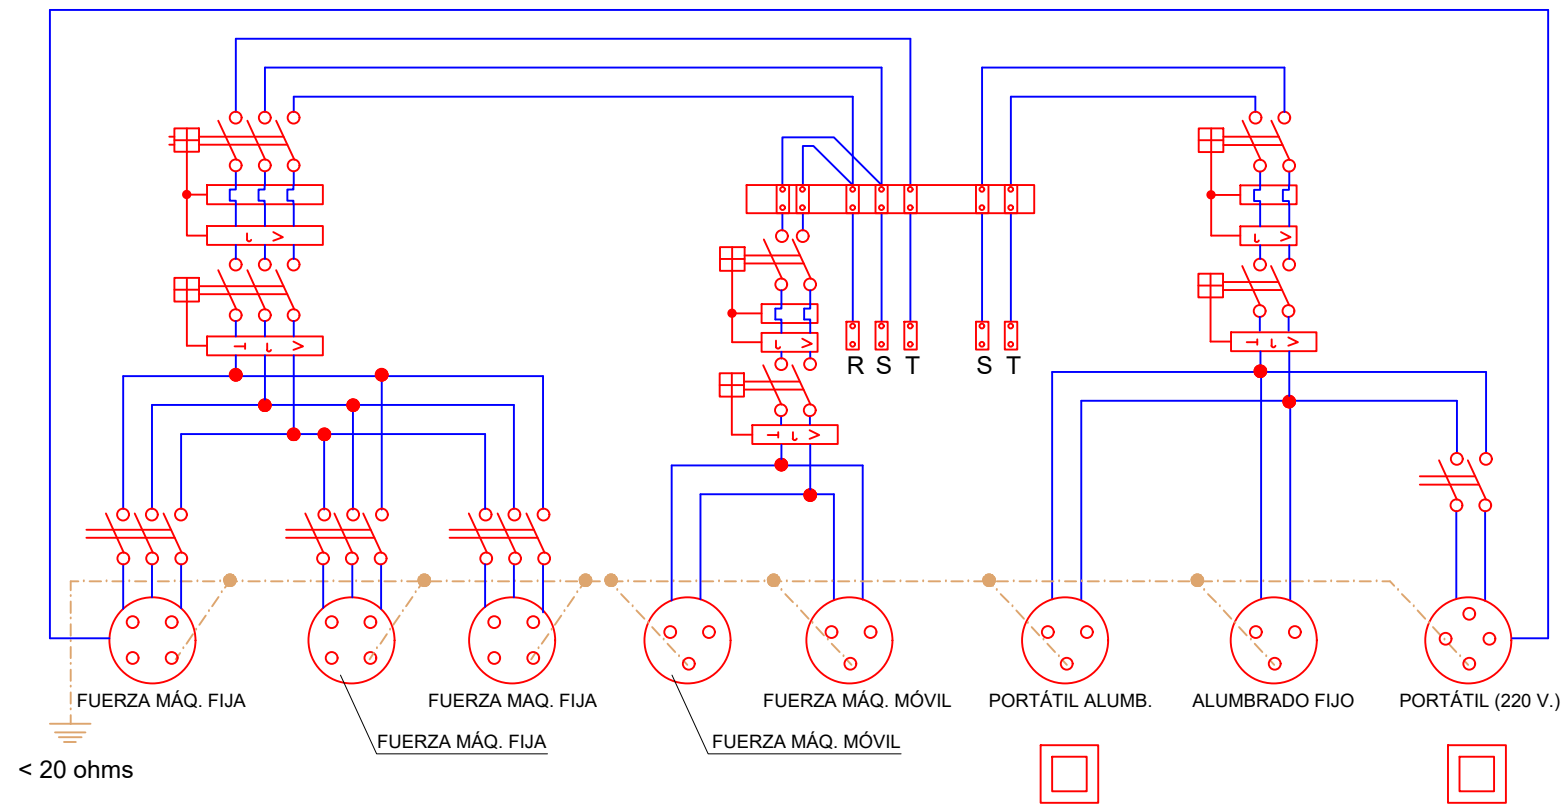 R S T S T
FUERZA MÁQ. FIJA
FUERZA MAQ. FIJA
FUERZA MÁQ. MÓVIL
PORTÁTIL ALUMB.
ALUMBRADO FIJO
PORTÁTIL (220 V.)
FUERZA MÁQ. FIJA
FUERZA MÁQ. MÓVIL
< 20 ohms